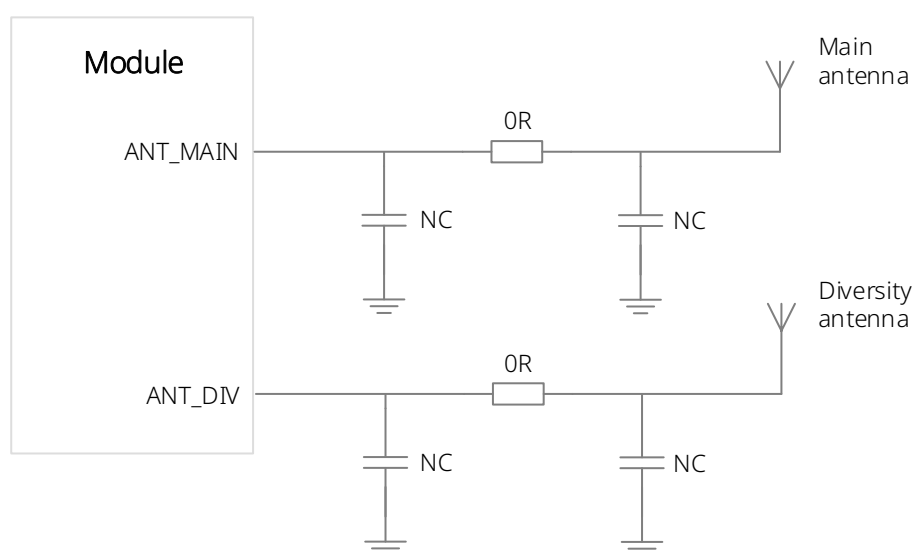 Module
Main
antenna
0R
ANT_MAIN
NC
NC
Diversity
antenna
0R
ANT_DIV
NC
NC